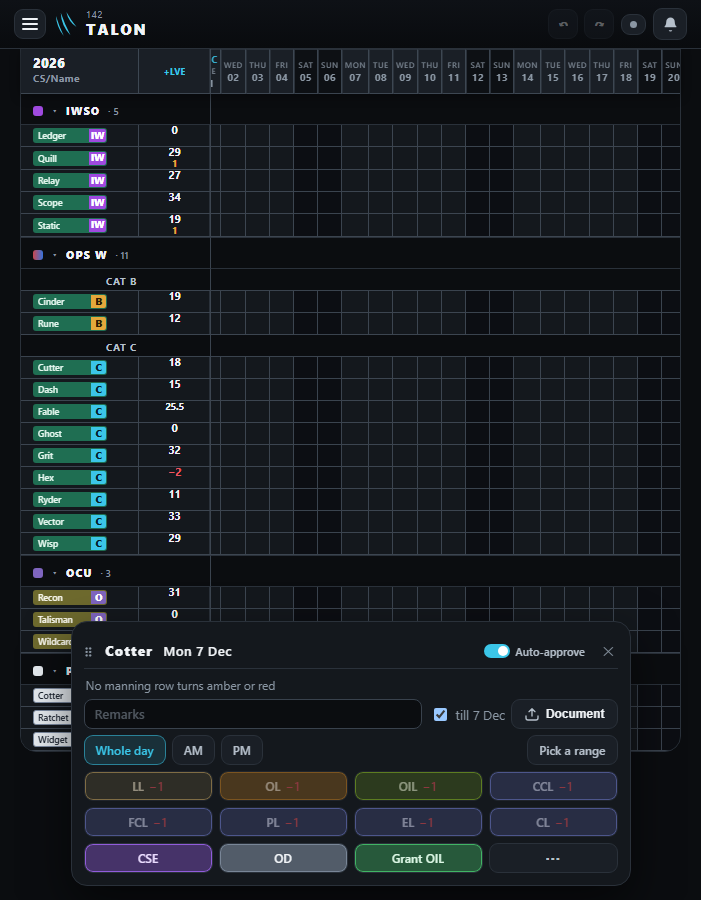 142
TALON
2026
CS/Name
+LVE
WED 02 THU 03 FRI 04 SAT 05 SUN 06 MON 07 TUE 08 WED 09 THU 10 FRI 11 SAT 12 SUN 13 MON 14 TUE 15 WED 16 THU 17 FRI 18 SAT 19 SUN 20
· IWSO · 5
Ledger IW 0
Quill IW 29
1
Relay IW 27
Scope IW 34
Static IW 19
1
· OPS W · 11
CAT B
Cinder B 19
Rune B 12
CAT C
Cutter C 18
Dash C 15
Fable C 25.5
Ghost C 0
Grit C 32
Hex C −2
Ryder C 11
Vector C 33
Wisp C 29
· OCU · 3
Recon O 31
Talisman O 0
Cotter
Ratchet
Widget
Cotter Mon 7 Dec Auto-approve
No manning row turns amber or red
Remarks till 7 Dec Document
Whole day AM PM Pick a range
LL −1 OL −1 OIL −1 CCL −1
FCL −1 PL −1 EL −1 CL −1
CSE OD Grant OIL ---